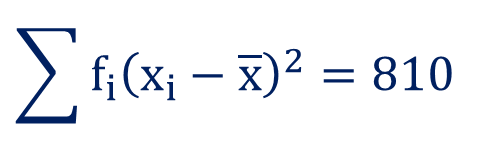 ∑ fᵢ(xᵢ − x̅)² = 810